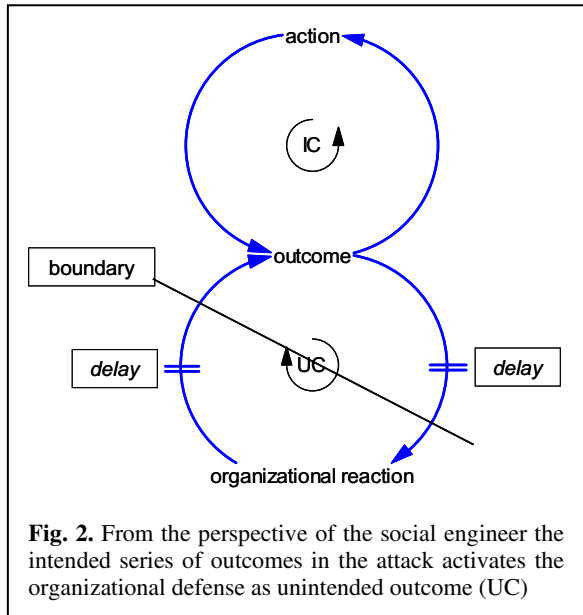 action
IC
outcome
boundary
delay
UC
delay
organizational reaction
Fig. 2. From the perspective of the social engineer the
intended series of outcomes in the attack activates the
organizational defense as unintended outcome (UC)